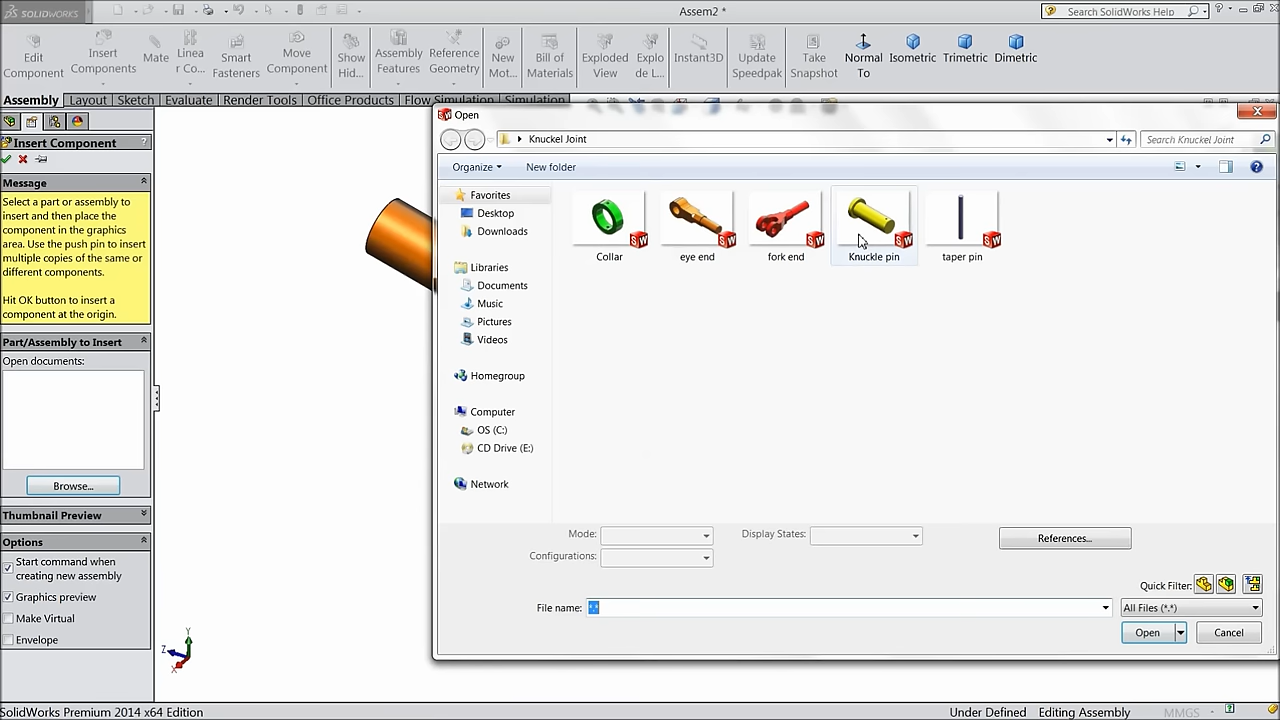 SOLIDWORKS
Assem2 *
Search SolidWorks Help
Edit Component
Insert Components
Mate
Linea r Co...
Smart Fasteners
Move Component
Show Hid...
Assembly Features
Reference Geometry
New Mot...
Bill of Materials
Exploded View
Explo de L...
Instant3D
Update Speedpak
Take Snapshot
Normal To
Isometric
Trimetric
Dimetric
Assembly
Layout
Sketch
Evaluate
Render Tools
Office Products
Flow Simulation
Simulation
Insert Component
?
Message
Select a part or assembly to
insert and then place the
component in the graphics
area. Use the push pin to insert
multiple copies of the same or
different components.
Hit OK button to insert a
component at the origin.
Part/Assembly to Insert
Open documents:
Browse...
Thumbnail Preview
Options
Start command when
creating new assembly
Graphics preview
Make Virtual
Envelope
Y
Z
X
Open
Knuckel Joint
Search Knuckel Joint
Organize
New folder
Favorites
Desktop
Downloads
Libraries
Documents
Music
Pictures
Videos
Homegroup
Computer
OS (C:)
CD Drive (E:)
Network
Collar
eye end
fork end
Knuckle pin
taper pin
Mode:
Display States:
References...
Configurations:
Quick Filter:
File name:
*.*
All Files (*.*)
Open
Cancel
SolidWorks Premium 2014 x64 Edition
Under Defined
Editing Assembly
MMGS